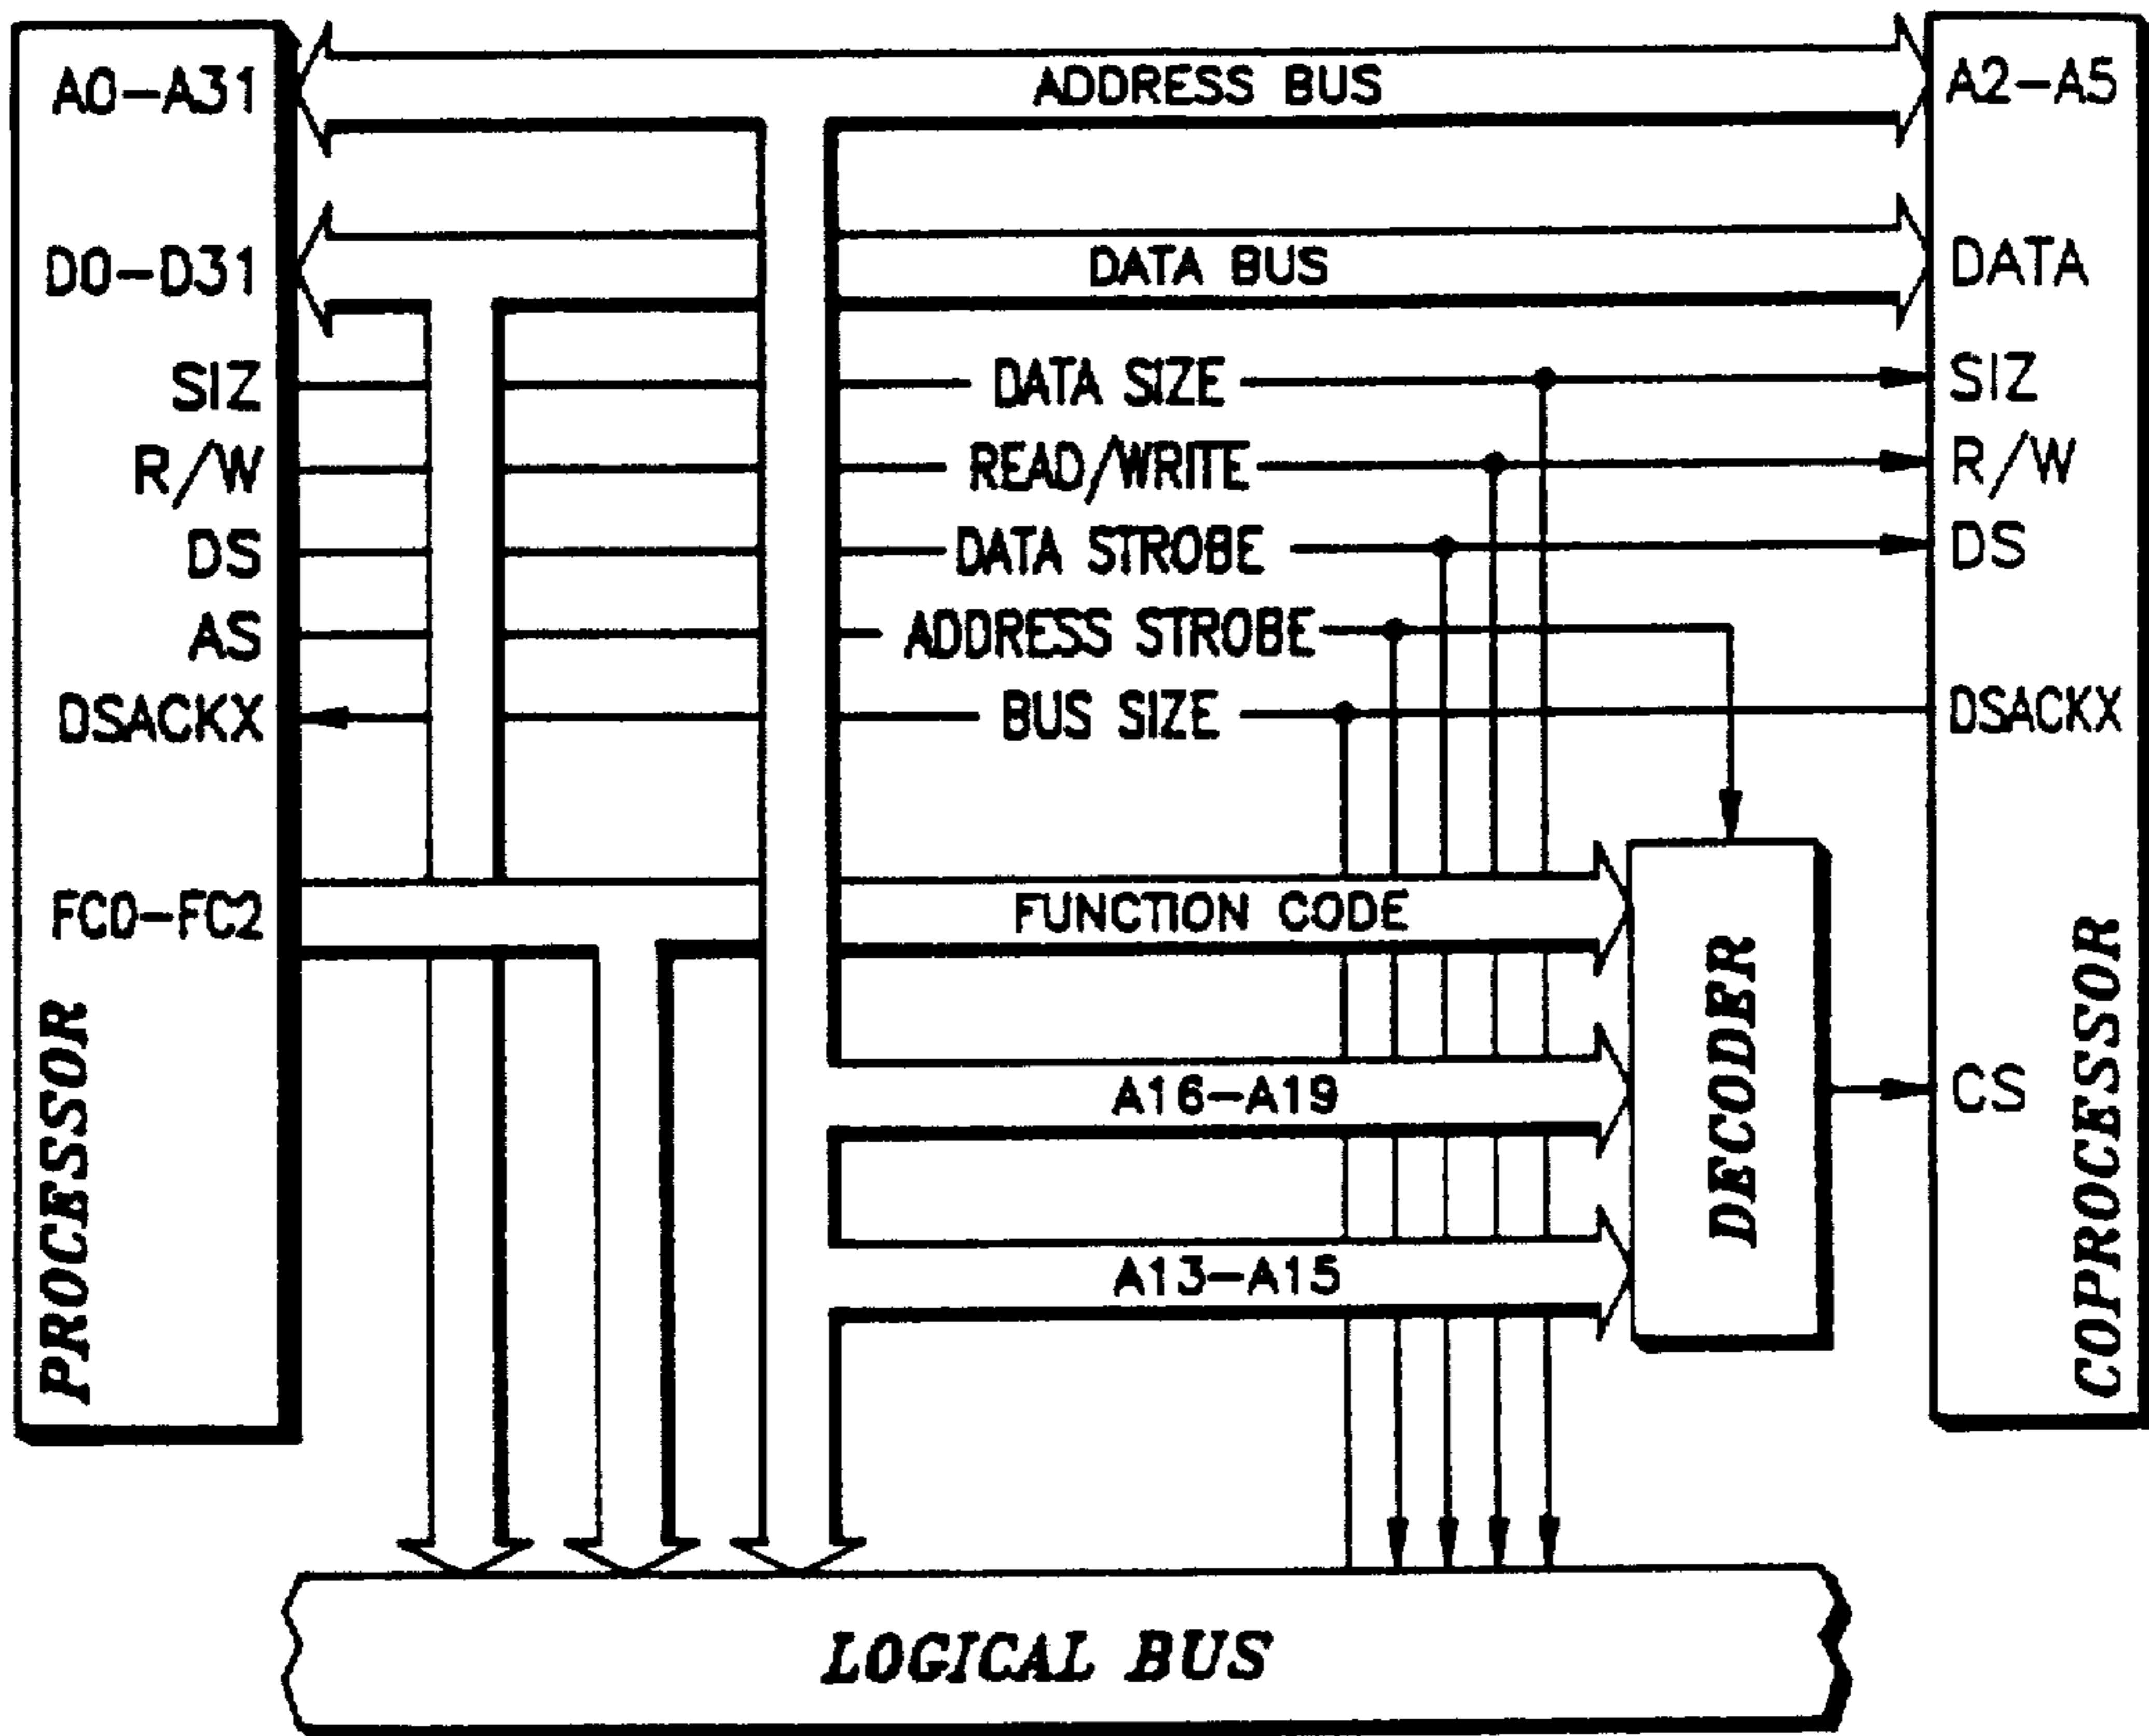 A0-A31
ADDRESS BUS
A2-A5
D0-D31
DATA BUS
DATA
SIZ
DATA SIZE
SIZ
R/W
READ/WRITE
R/W
DS
DATA STROBE
DS
AS
ADDRESS STROBE
DSACKX
BUS SIZE
DSACKX
FC0-FC2
FUNCTION CODE
A16-A19
CS
A13-A15
PROCESSOR
DECODER
COPROCESSOR
LOGICAL BUS